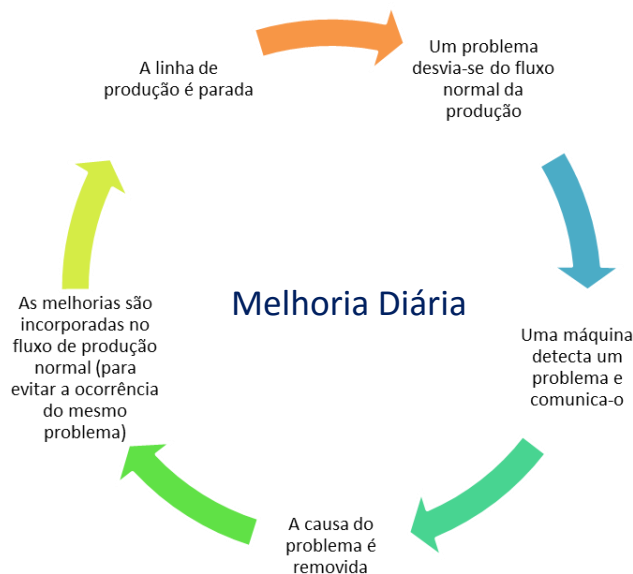 A linha de
produção é parada
Um problema
desvia-se do fluxo
normal da
produção
Uma máquina
detecta um
problema e
comunica-o
A causa do
problema é
removida
As melhorias são
incorporadas no
fluxo de produção
normal (para
evitar a ocorrência
do mesmo
problema)
Melhoria Diária